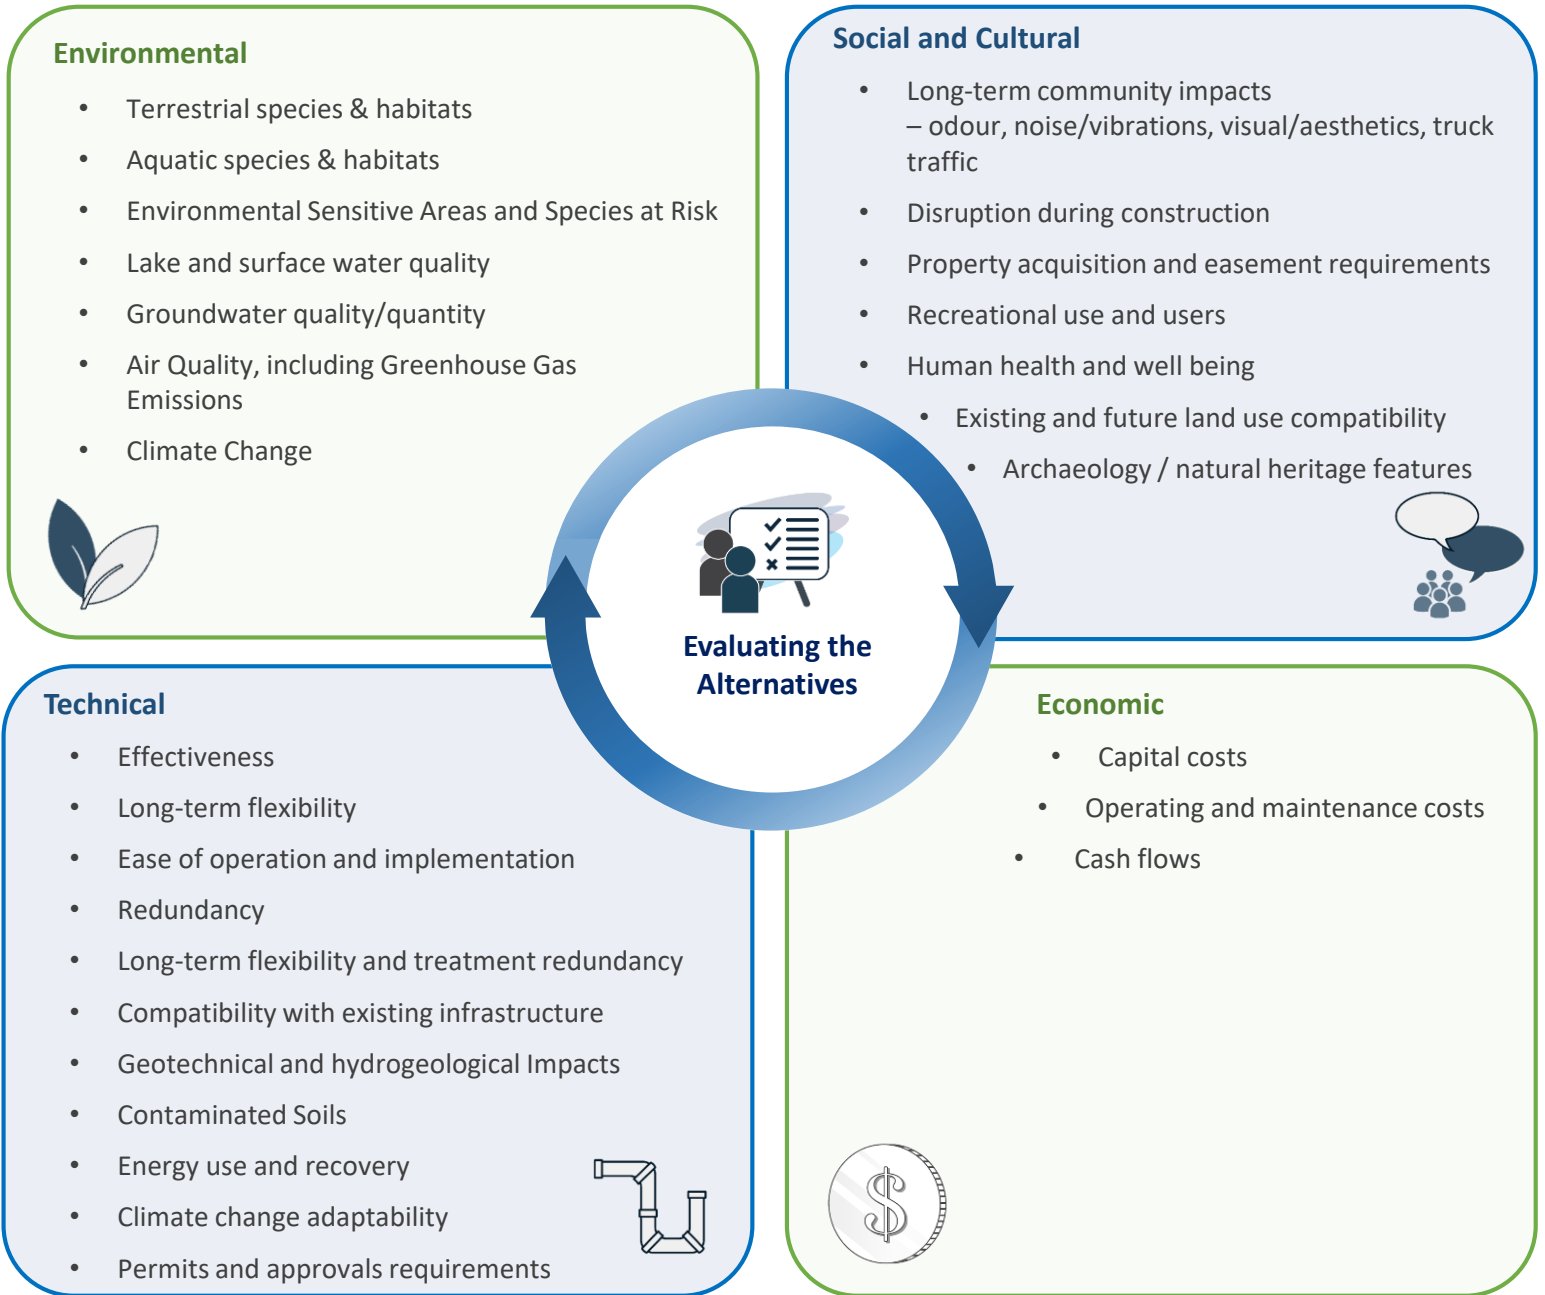 Environmental
• Terrestrial species & habitats
• Aquatic species & habitats
• Environmental Sensitive Areas and Species at Risk
• Lake and surface water quality
• Groundwater quality/quantity
• Air Quality, including Greenhouse Gas
Emissions
• Climate Change
Social and Cultural
• Long-term community impacts
– odour, noise/vibrations, visual/aesthetics, truck
traffic
• Disruption during construction
• Property acquisition and easement requirements
• Recreational use and users
• Human health and well being
• Existing and future land use compatibility
• Archaeology / natural heritage features
Evaluating the
Alternatives
Technical
• Effectiveness
• Long-term flexibility
• Ease of operation and implementation
• Redundancy
• Long-term flexibility and treatment redundancy
• Compatibility with existing infrastructure
• Geotechnical and hydrogeological Impacts
• Contaminated Soils
• Energy use and recovery
• Climate change adaptability
• Permits and approvals requirements
Economic
• Capital costs
• Operating and maintenance costs
• Cash flows
$